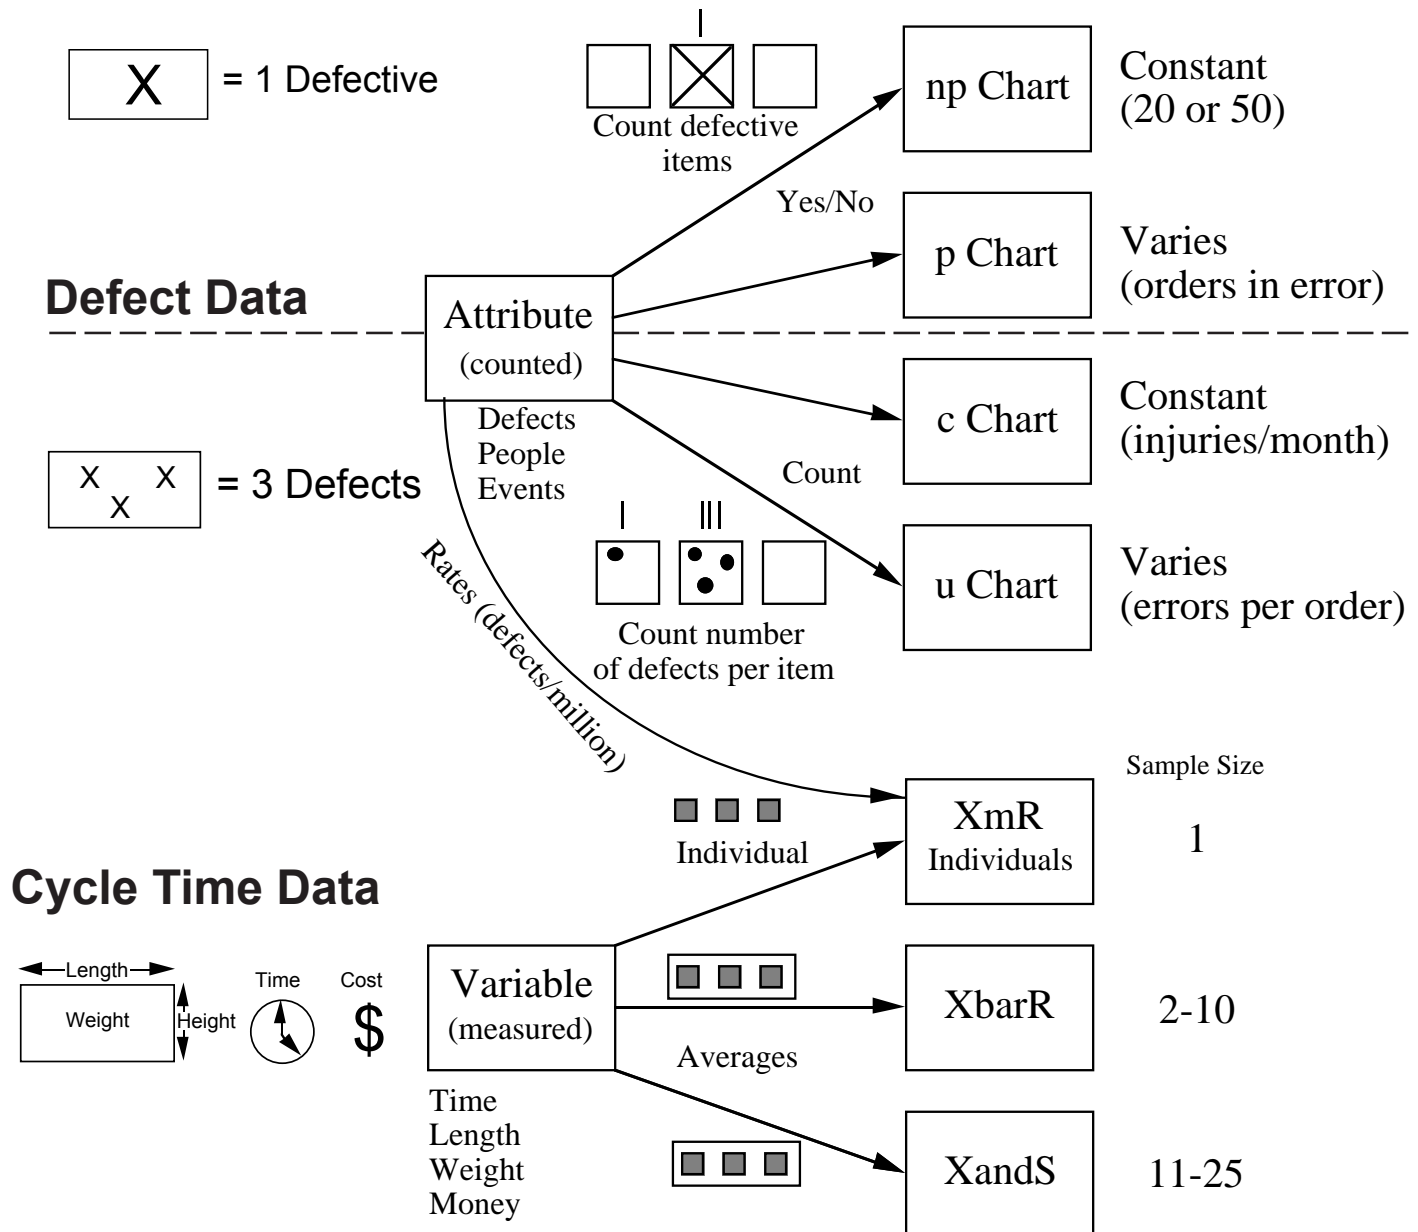 X
= 1 Defective
Count defective
items
np Chart
Constant
(20 or 50)
Yes/No
p Chart
Varies
(orders in error)
Defect Data
Attribute
(counted)
Defects
People
Events
c Chart
Constant
(injuries/month)
X X
X
= 3 Defects
Count
Rates (defects/million)
Count number
of defects per item
u Chart
Varies
(errors per order)
Sample Size
Individual
XmR
Individuals
1
Cycle Time Data
Length
Weight
Height
Time
Cost
$
Variable
(measured)
Time
Length
Weight
Money
Averages
XbarR
2-10
XandS
11-25